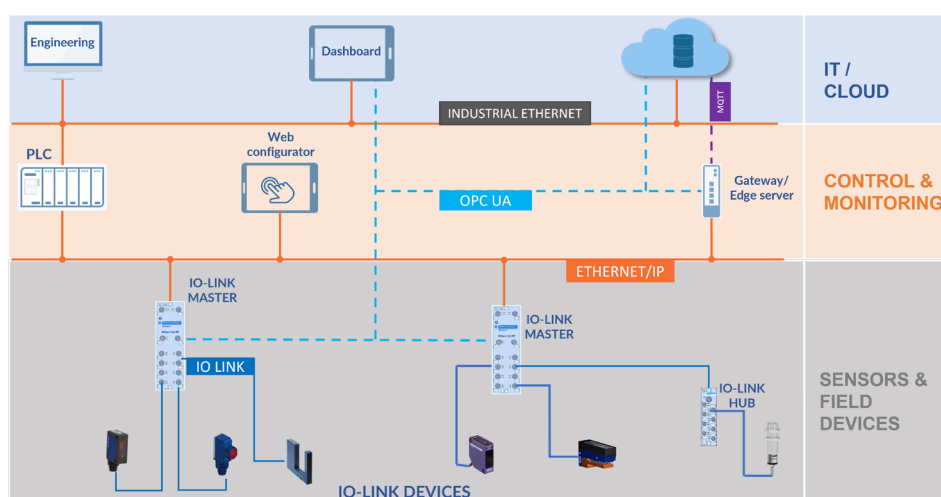 Engineering
Dashboard
MQTT
IT /
CLOUD
INDUSTRIAL ETHERNET
PLC
Web
configurator
Gateway/
Edge server
OPC UA
CONTROL &
MONITORING
ETHERNET/IP
IO-LINK
MASTER
IO-LINK
MASTER
IO LINK
IO-LINK
HUB
SENSORS &
FIELD
DEVICES
IO-LINK DEVICES